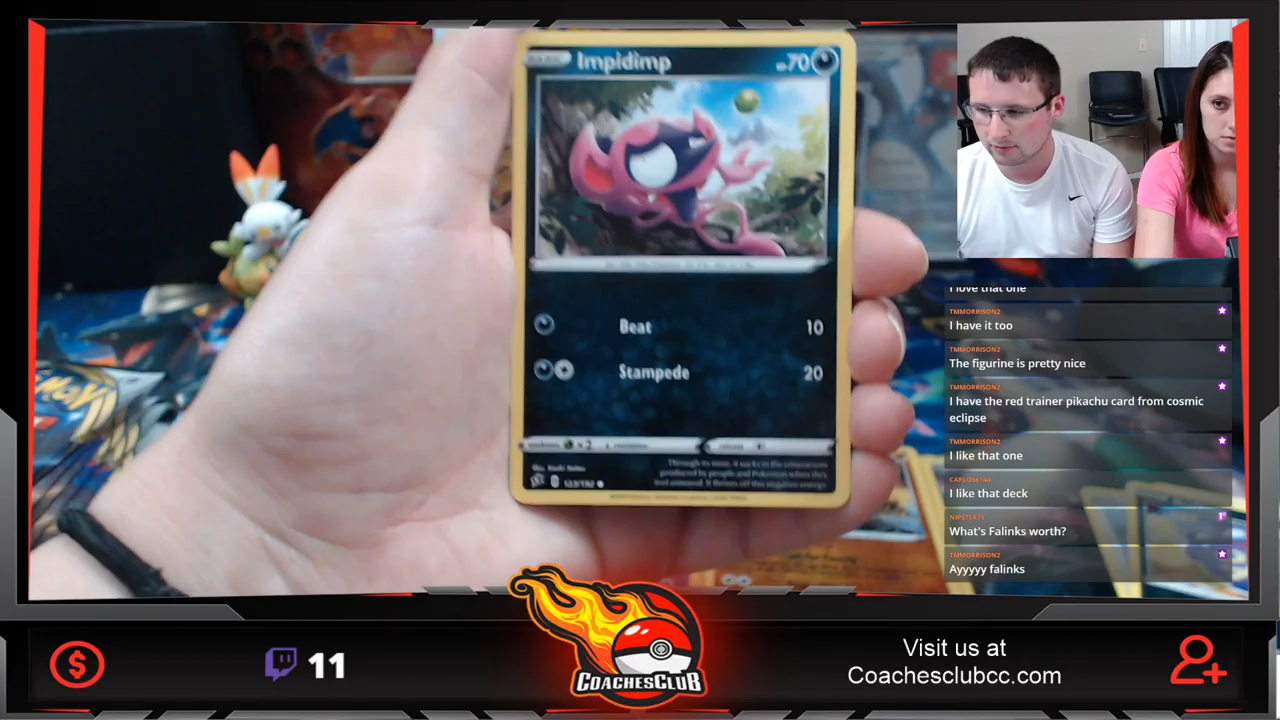 Impidimp
70
Beat 10
Stampede 20
×2
I love that one
TMMORRISON2
I have it too
TMMORRISON2
The figurine is pretty nice
TMMORRISON2
I have the red trainer pikachu card from cosmic
eclipse
TMMORRISON2
I like that one
I like that deck
What's Falinks worth?
TMMORRISON2
Ayyyyy falinks
$
11
COACHESCLUB
Visit us at
Coachesclubcc.com